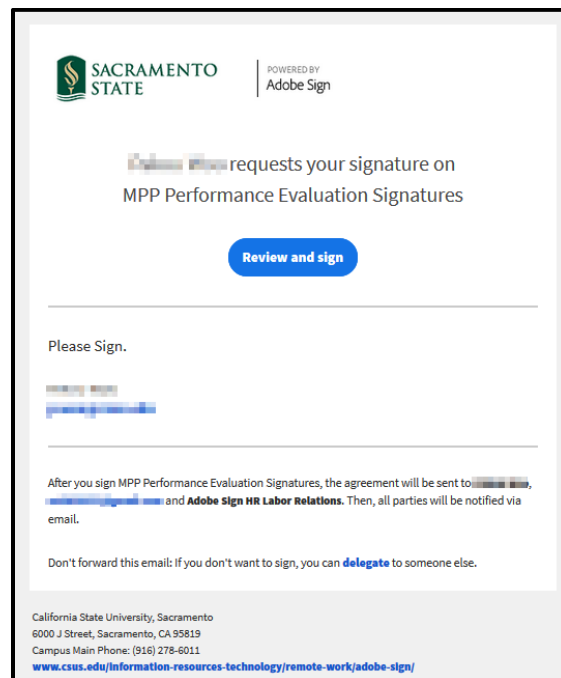 SACRAMENTO
STATE
POWERED BY
Adobe Sign
requests your signature on
MPP Performance Evaluation Signatures
Review and sign
Please Sign.
After you sign MPP Performance Evaluation Signatures, the agreement will be sent to ,
and Adobe Sign HR Labor Relations. Then, all parties will be notified via
email.
Don't forward this email: If you don't want to sign, you can delegate to someone else.
California State University, Sacramento
6000 J Street, Sacramento, CA 95819
Campus Main Phone: (916) 278-6011
www.csus.edu/information-resources-technology/remote-work/adobe-sign/